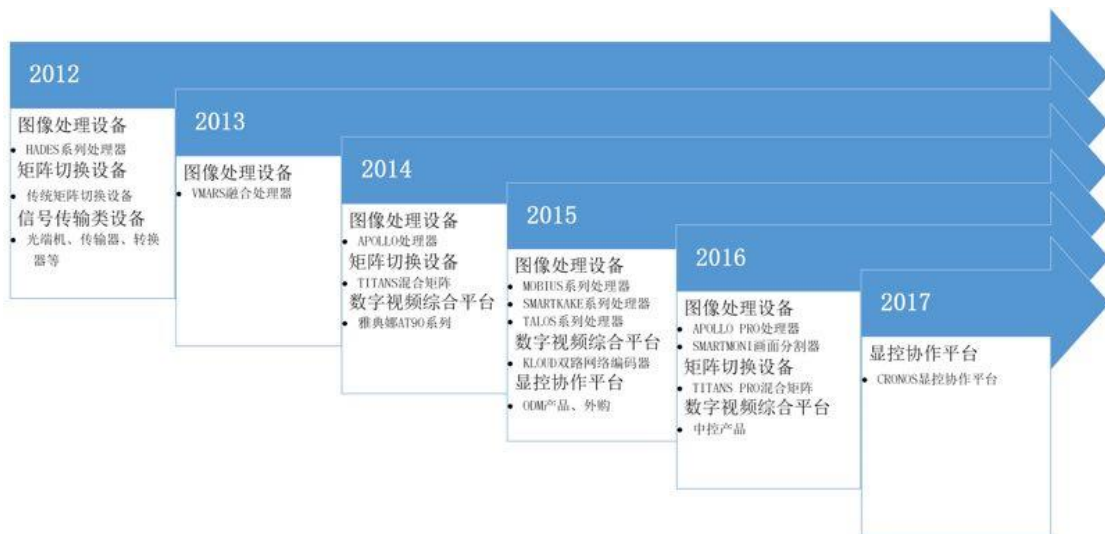 2012
图像处理设备
• HADES系列处理器
矩阵切换设备
• 传统矩阵切换设备
信号传输类设备
• 光端机、传输器、转换
器等
2013
图像处理设备
• VMARS融合处理器
2014
图像处理设备
• APOLLO处理器
矩阵切换设备
• TITANS混合矩阵
数字视频综合平台
• 雅典娜AT90系列
2015
图像处理设备
• MOBIUS系列处理器
• SMARTKAKE系列处理器
• TALOS系列处理器
数字视频综合平台
• KLOUD双路网络编码器
显控协作平台
• ODM产品、外购
2016
图像处理设备
• APOLLO PRO处理器
• SMARTMONI画面分割器
矩阵切换设备
• TITANS PRO混合矩阵
数字视频综合平台
• 中控产品
2017
显控协作平台
• CRONOS显控协作平台